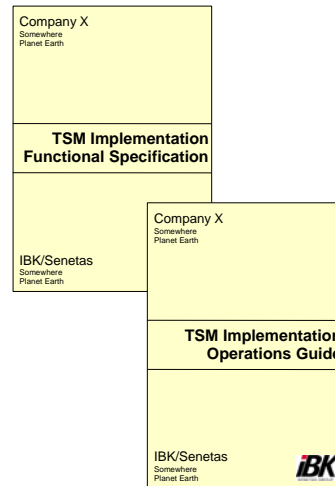 Company X
Somewhere
Planet Earth
TSM Implementation
Functional Specification
IBK/Senetas
Somewhere
Planet Earth
Company X
Somewhere
Planet Earth
TSM Implementation
Operations Guide
IBK/Senetas
Somewhere
Planet Earth
iBK